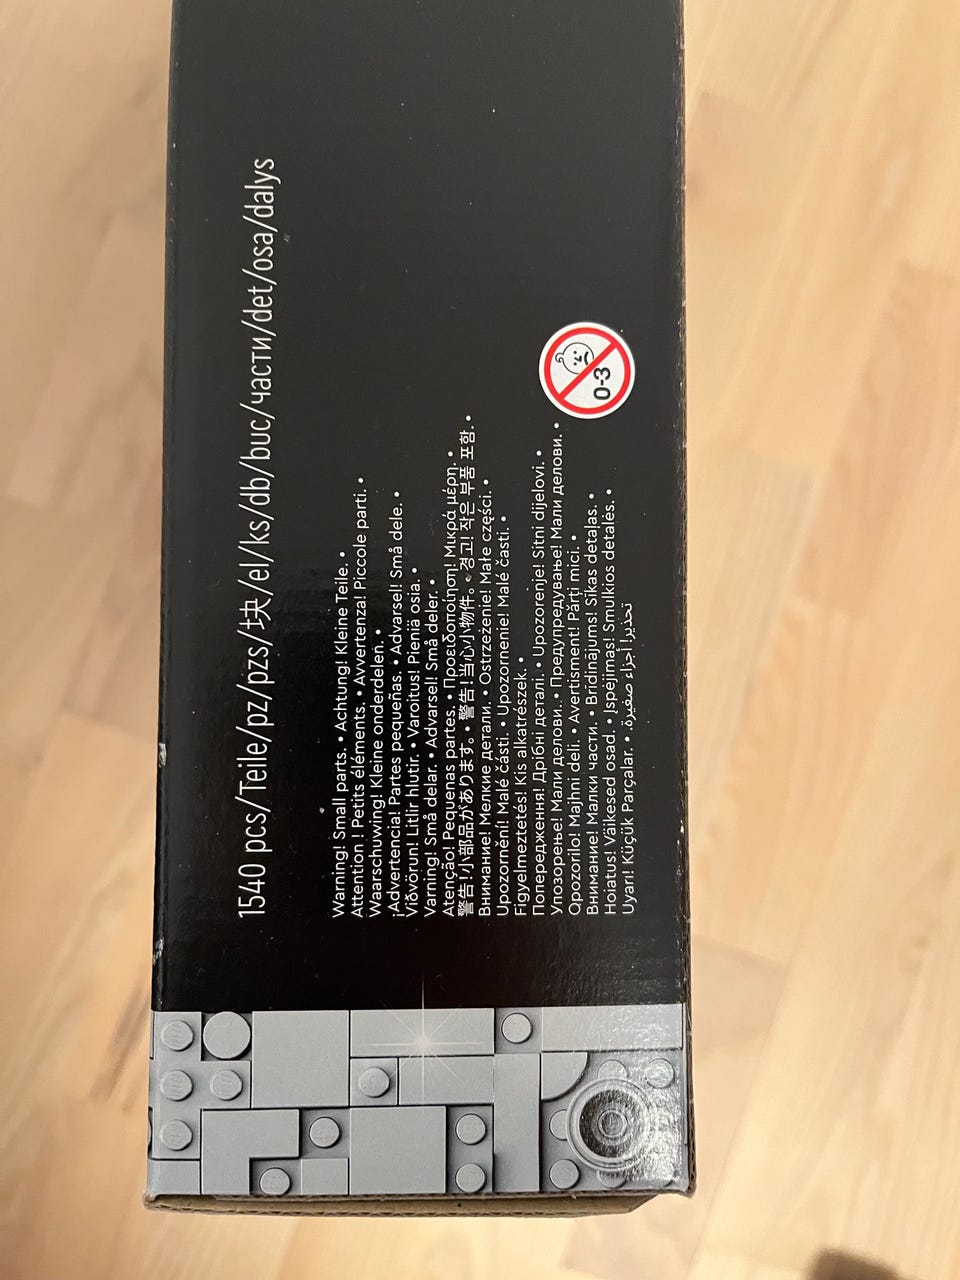 1540 pcs/Teile/pz/pzs/块/el/ks/db/buc/части/det/osa/dalys
Warning! Small parts. • Achtung! Kleine Teile. •
Attention ! Petits éléments. • Avvertenza! Piccole parti. •
Waarschuwing! Kleine onderdelen. •
¡Advertencia! Partes pequeñas. • Advarsel! Små dele. •
Viðvörun! Litlir hlutir. • Varoitus! Pieniä osia. •
Varning! Små delar. • Advarsel! Små deler. •
Atenção! Pequenas partes. • Προειδοποίηση! Μικρά μέρη. •
警告!小部品があります。• 警告!当心小物件。• 경고! 작은 부품 포함. •
Внимание! Мелкие детали. • Ostrzeżenie! Małe części. •
Upozornění! Malé části. • Upozornenie! Malé časti. •
Figyelmeztetés! Kis alkatrészek. •
Попередження! Дрібні деталі. • Upozorenje! Sitni dijelovi. •
Упозорење! Мали делови. • Предупредување! Мали делови. •
Opozorilo! Majhni deli. • Avertisment! Părți mici. •
Внимание! Малки части. • Brīdinājums! Sīkas detaļas. •
Hoiatus! Väikesed osad. • Įspėjimas! Smulkios detalės. •
Uyarı! Küçük Parçalar. • تحذير! أجزاء صغيرة.
0-3